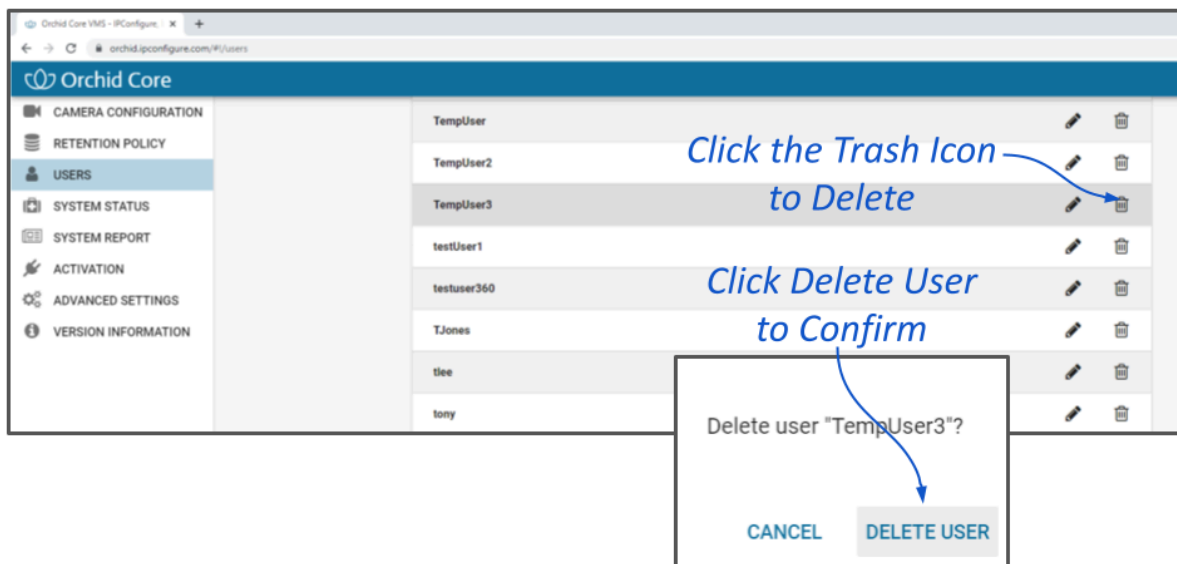 Orchid Core VMS - IPConfigure, I
orchid.ipconfigure.com/#!/users
Orchid Core
CAMERA CONFIGURATION
RETENTION POLICY
USERS
SYSTEM STATUS
SYSTEM REPORT
ACTIVATION
ADVANCED SETTINGS
VERSION INFORMATION
TempUser
TempUser2
TempUser3
testUser1
testuser360
TJones
tlee
tony
Click the Trash Icon
to Delete
Click Delete User
to Confirm
Delete user "TempUser3"?
CANCEL DELETE USER